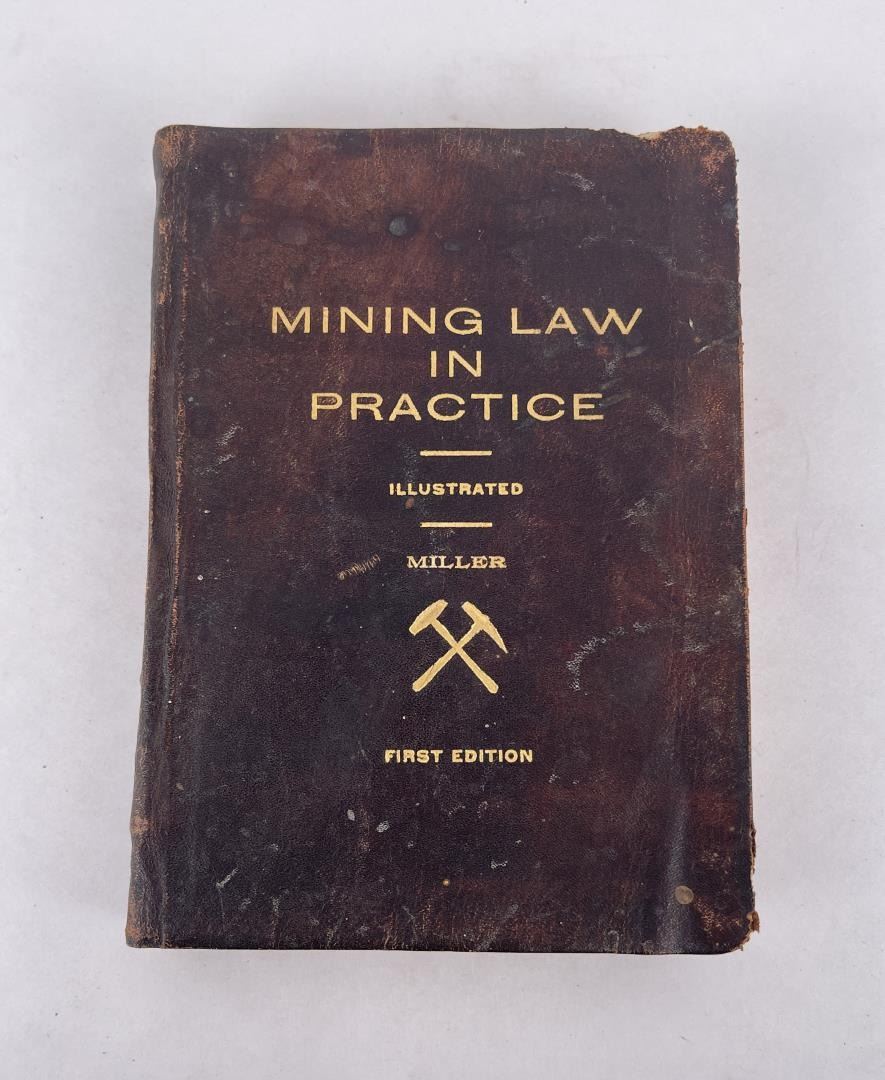 MINING LAW
IN
PRACTICE
ILLUSTRATED
MILLER
FIRST EDITION